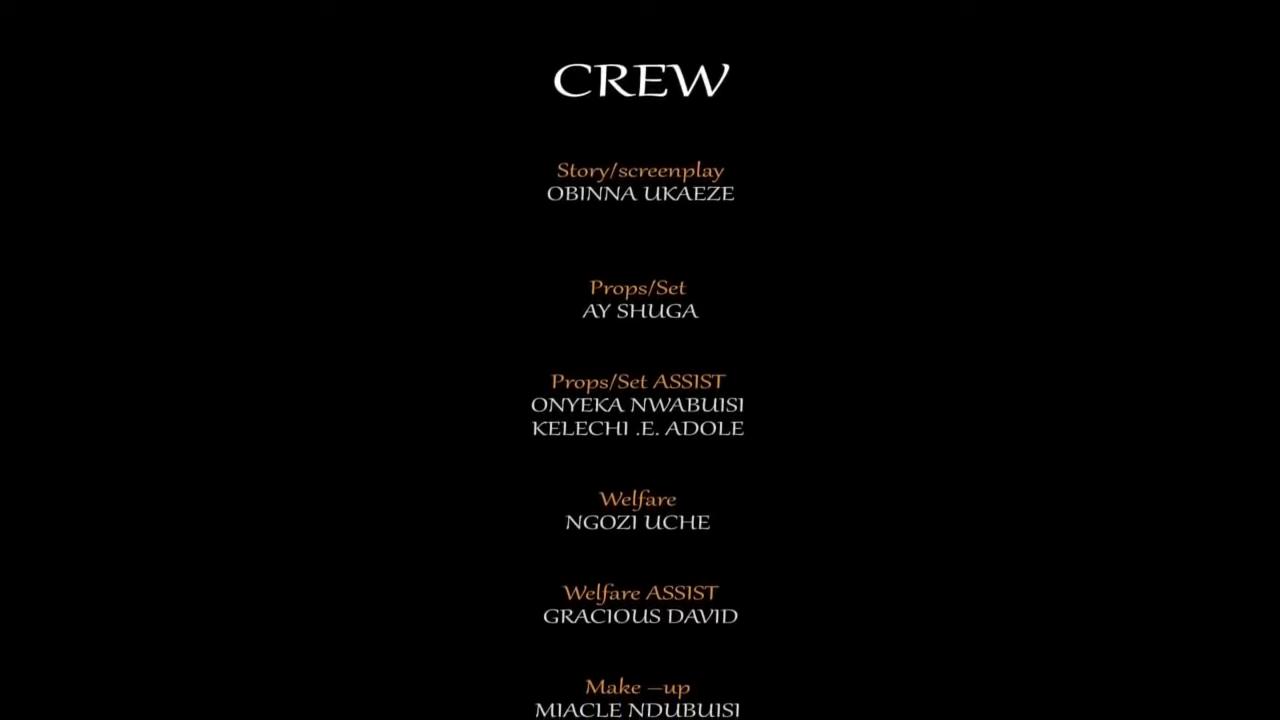 CREW
Story/screenplay
OBINNA UKAEZE
Props/Set
AY SHUGA
Props/Set ASSIST
ONYEKA NWABUISI
KELECHI .E. ADOLE
Welfare
NGOZI UCHE
Welfare ASSIST
GRACIOUS DAVID
Make –up
MIACLE NDUBUISI